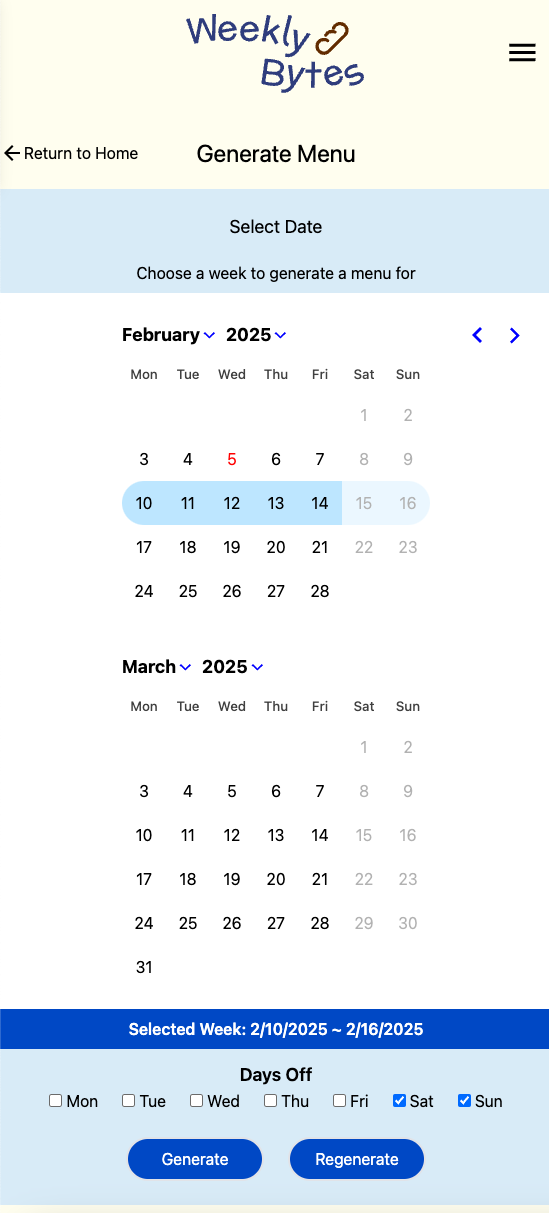 Weekly
Bytes
Return to Home Generate Menu
Select Date
Choose a week to generate a menu for
February 2025
Mon Tue Wed Thu Fri Sat Sun
1 2
3 4 5 6 7 8 9
10 11 12 13 14 15 16
17 18 19 20 21 22 23
24 25 26 27 28
March 2025
Mon Tue Wed Thu Fri Sat Sun
1 2
3 4 5 6 7 8 9
10 11 12 13 14 15 16
17 18 19 20 21 22 23
24 25 26 27 28 29 30
31
Selected Week: 2/10/2025 ~ 2/16/2025
Days Off
Mon Tue Wed Thu Fri Sat Sun
Generate Regenerate